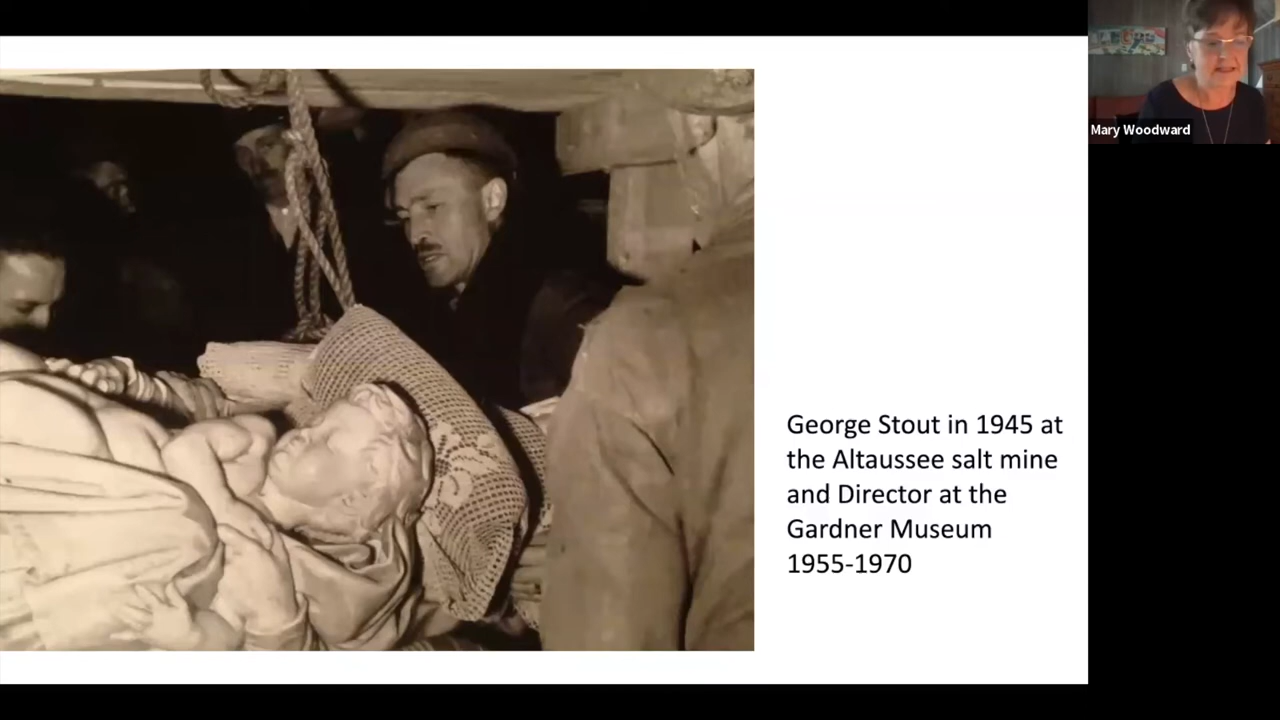 Mary Woodward
George Stout in 1945 at
the Altaussee salt mine
and Director at the
Gardner Museum
1955-1970